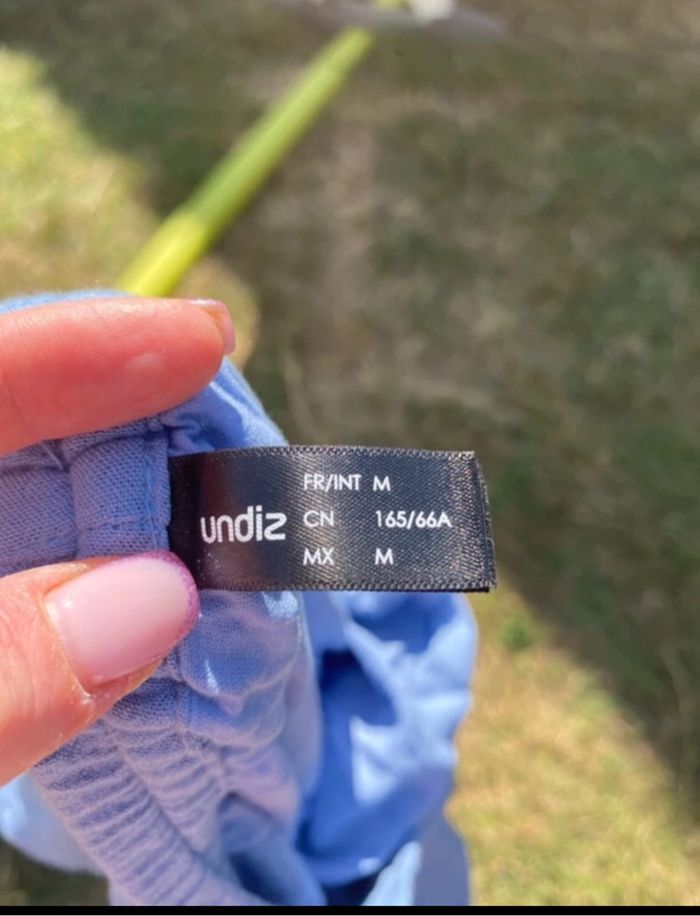 undiz
FR/INT M
CN 165/66A
MX M